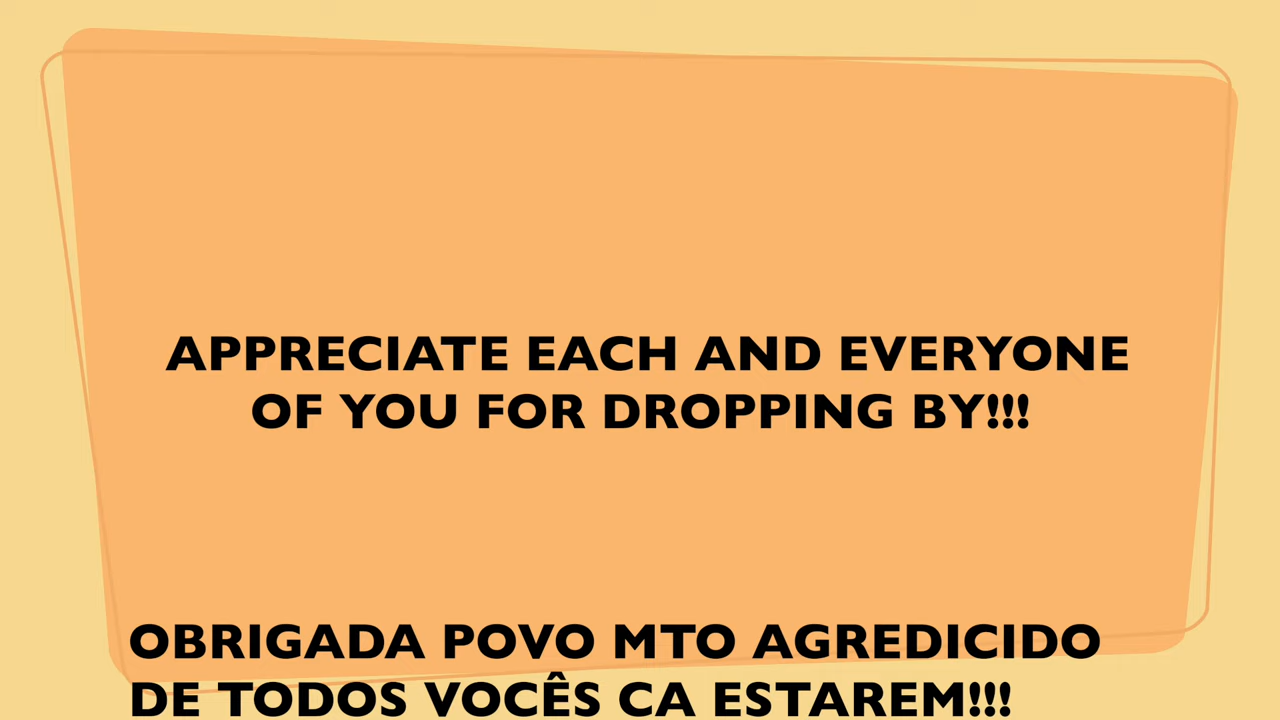 APPRECIATE EACH AND EVERYONE
OF YOU FOR DROPPING BY!!!
OBRIGADA POVO MTO AGREDICIDO
DE TODOS VOCÊS CA ESTAREM!!!